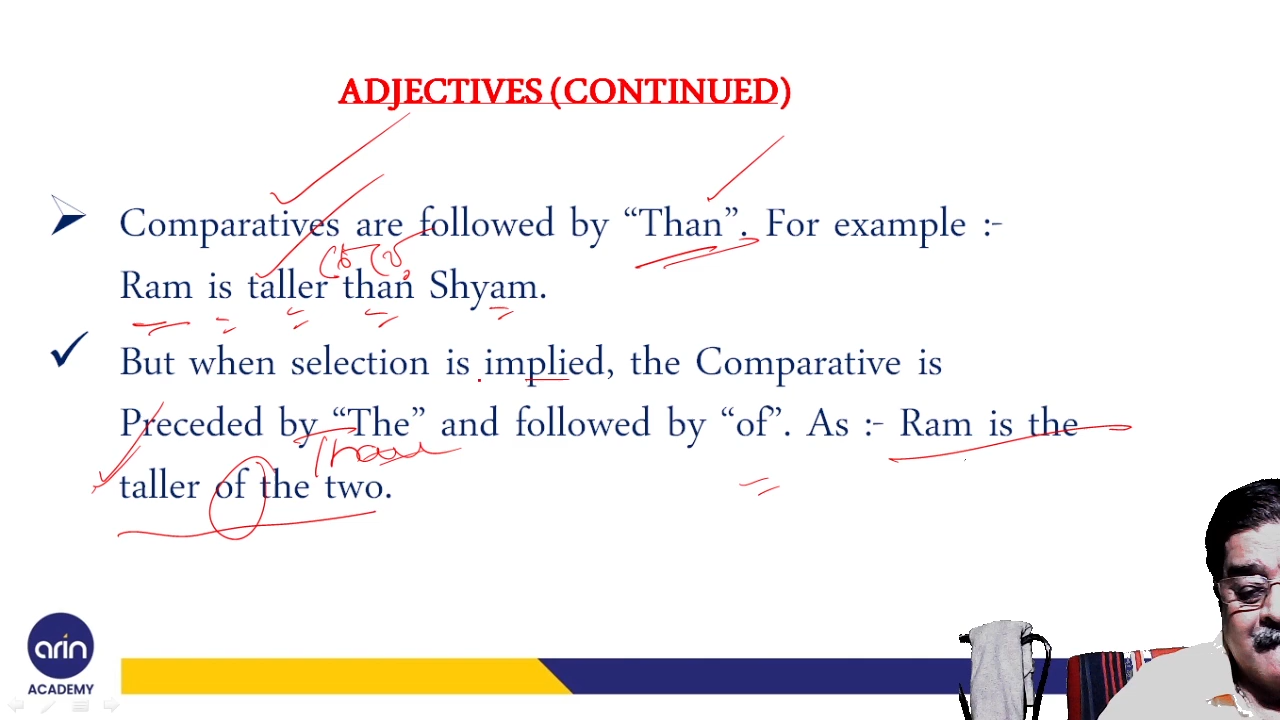 ADJECTIVES (CONTINUED)
Comparatives are followed by “Than”. For example :-
Ram is taller than Shyam.
But when selection is implied, the Comparative is
Preceded by “The” and followed by “of”. As :- Ram is the
Than
taller of the two.
arin
ACADEMY